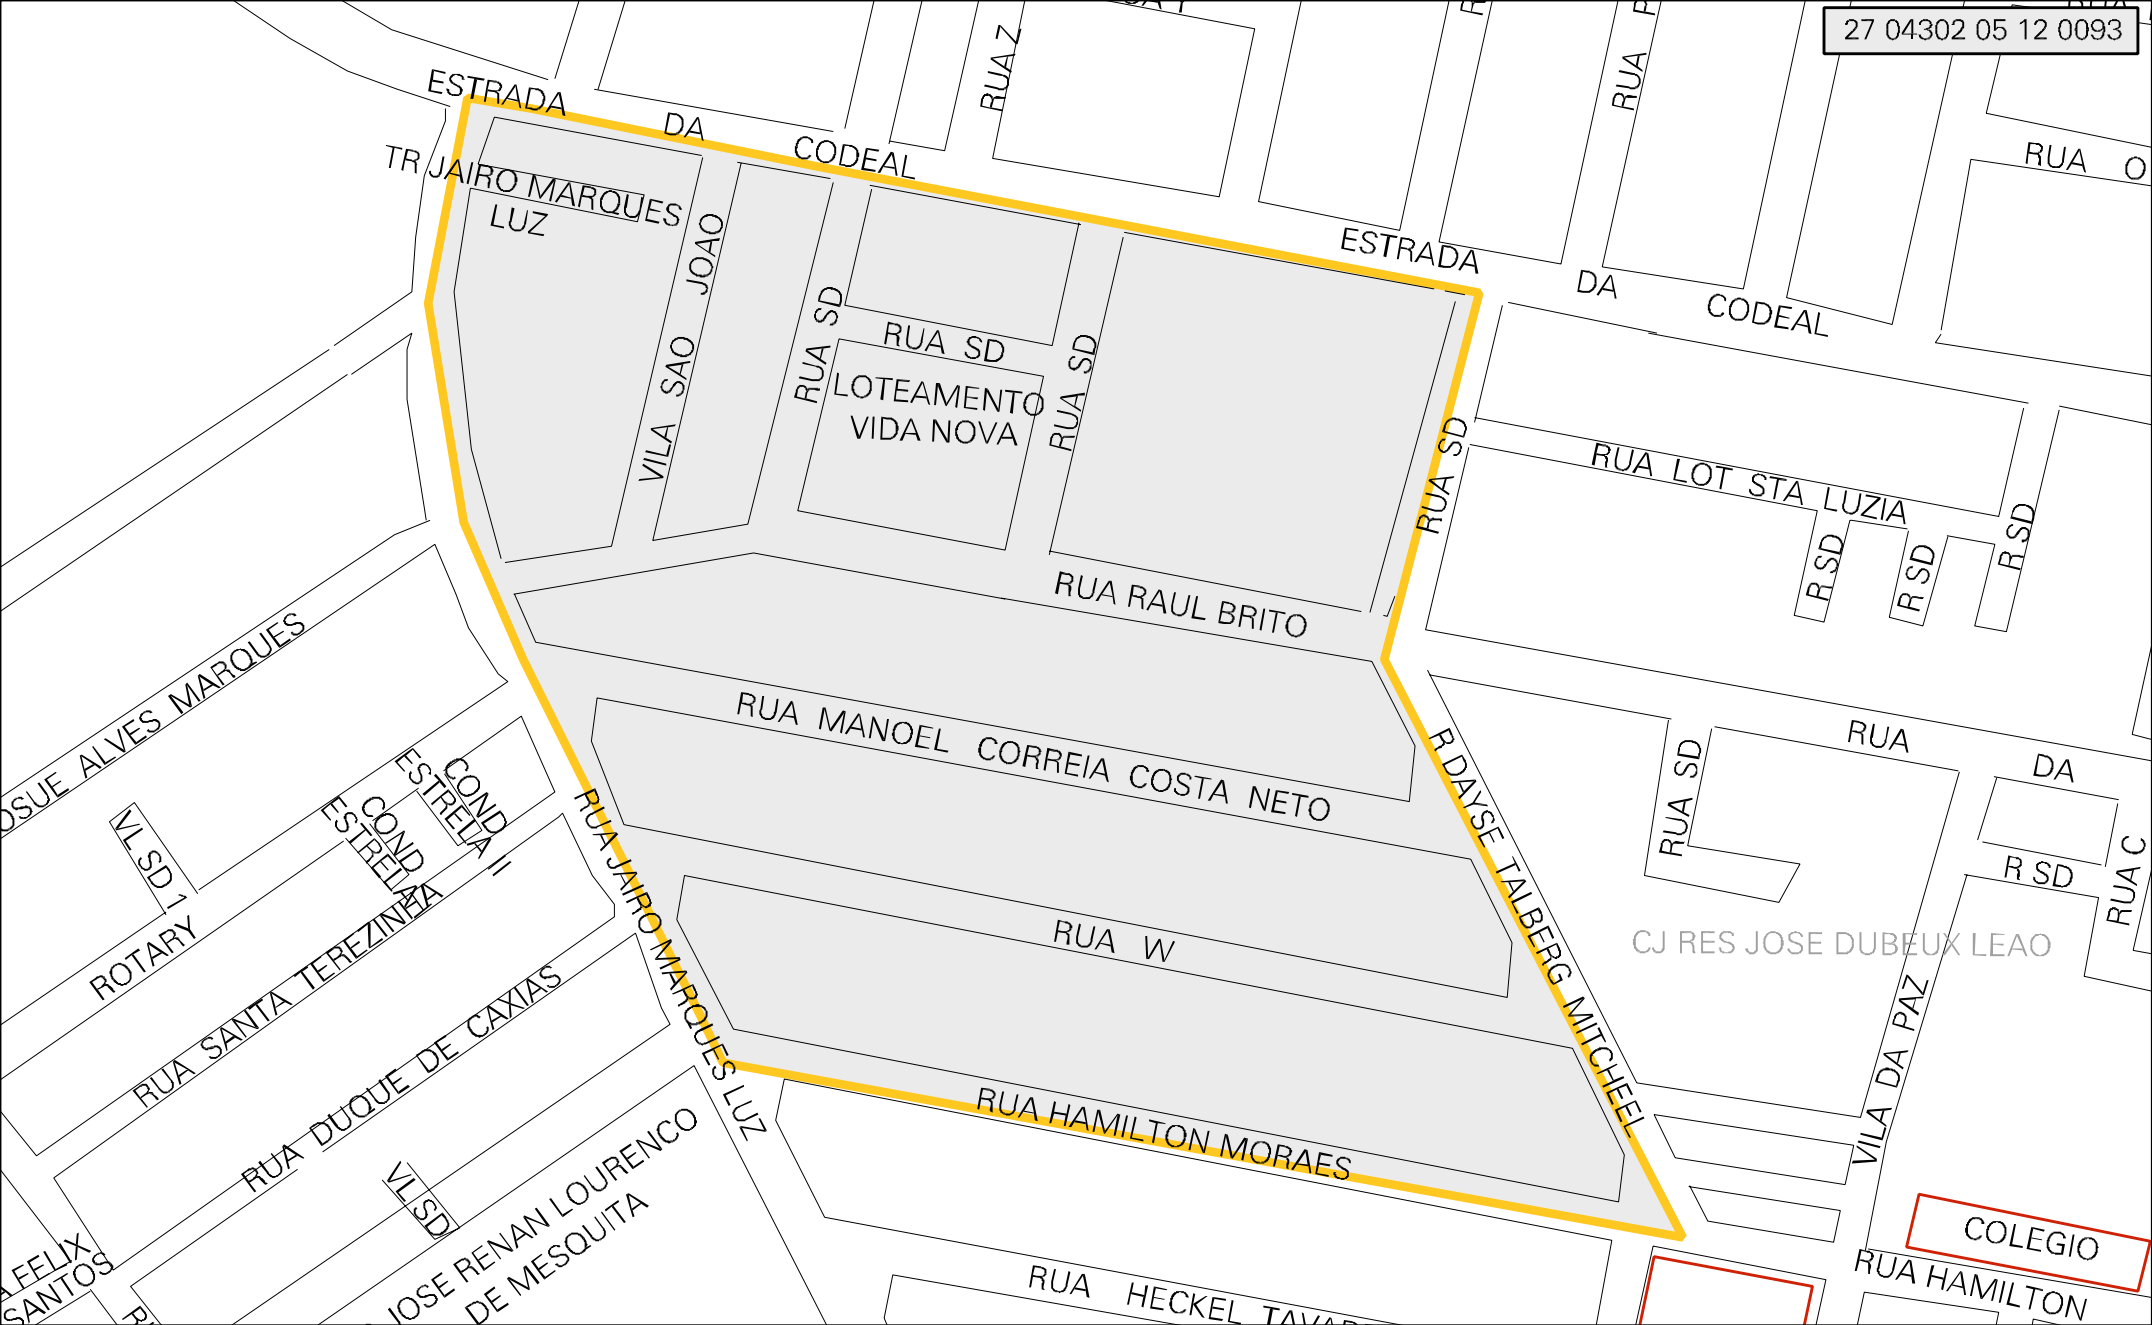 27 04302 05 12 0093
RUA Z
RUA
ESTRADA DA CODEAL
RUA O
TR JAIRO MARQUES
LUZ
VILA SAO JOAO
RUA SD
RUA SD
RUA SD
LOTEAMENTO
VIDA NOVA
ESTRADA DA CODEAL
RUA SD
RUA LOT STA LUZIA
R SD
R SD
R SD
RUA RAUL BRITO
OSUE ALVES MARQUES
RUA MANOEL CORREIA COSTA NETO
R DAYSE TALBERG MITCHEEL
RUA DA
RUA SD
R SD
RUA C
COND
ESTRELA II
COND
ESTRELA
VL SD 1
ROTARY
RUA JAIRO MARQUES LUZ
RUA W
CJ RES JOSE DUBEUX LEAO
VILA DA PAZ
RUA SANTA TEREZINHA
RUA DUQUE DE CAXIAS
RUA HAMILTON MORAES
VL SD
JOSE RENAN LOURENCO
DE MESQUITA
A FELIX
SANTOS
COLEGIO
RUA HAMILTON
RUA HECKEL